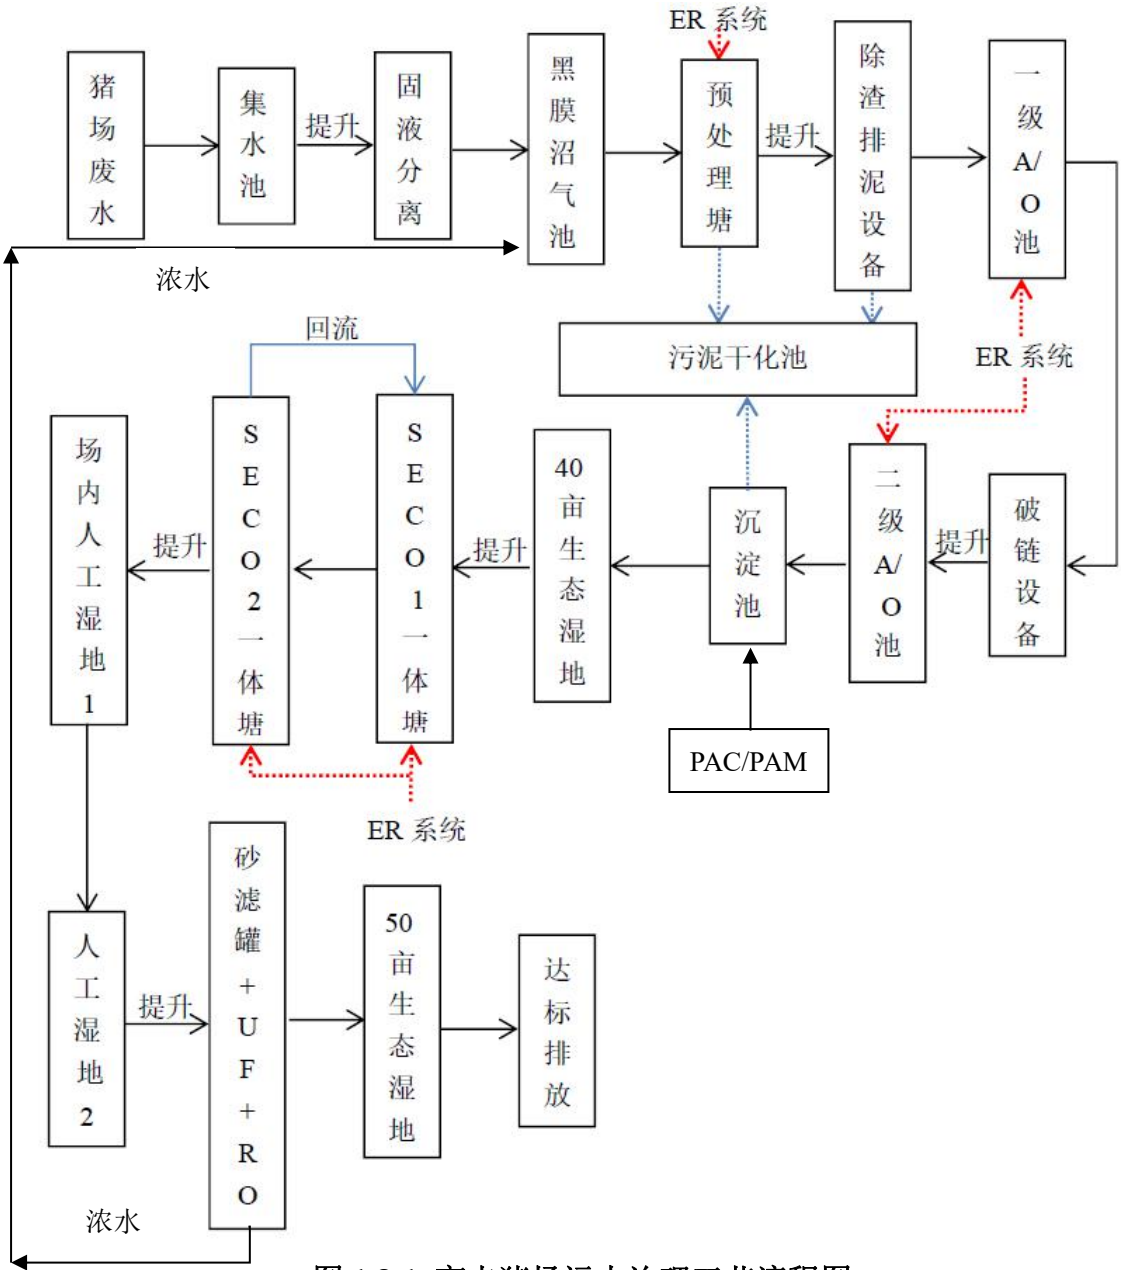 ER 系统
猪场废水
集水池
提升
固液分离
黑膜沼气池
预处理塘
提升
除渣排泥设备
一级A/O池
浓水
污泥干化池
ER 系统
回流
场内人工湿地1
提升
SECO2一体塘
SECO1一体塘
提升
40亩生态湿地
沉淀池
二级A/O池
提升
破链设备
PAC/PAM
ER 系统
人工湿地2
提升
砂滤罐+UF+RO
50亩生态湿地
达标排放
浓水